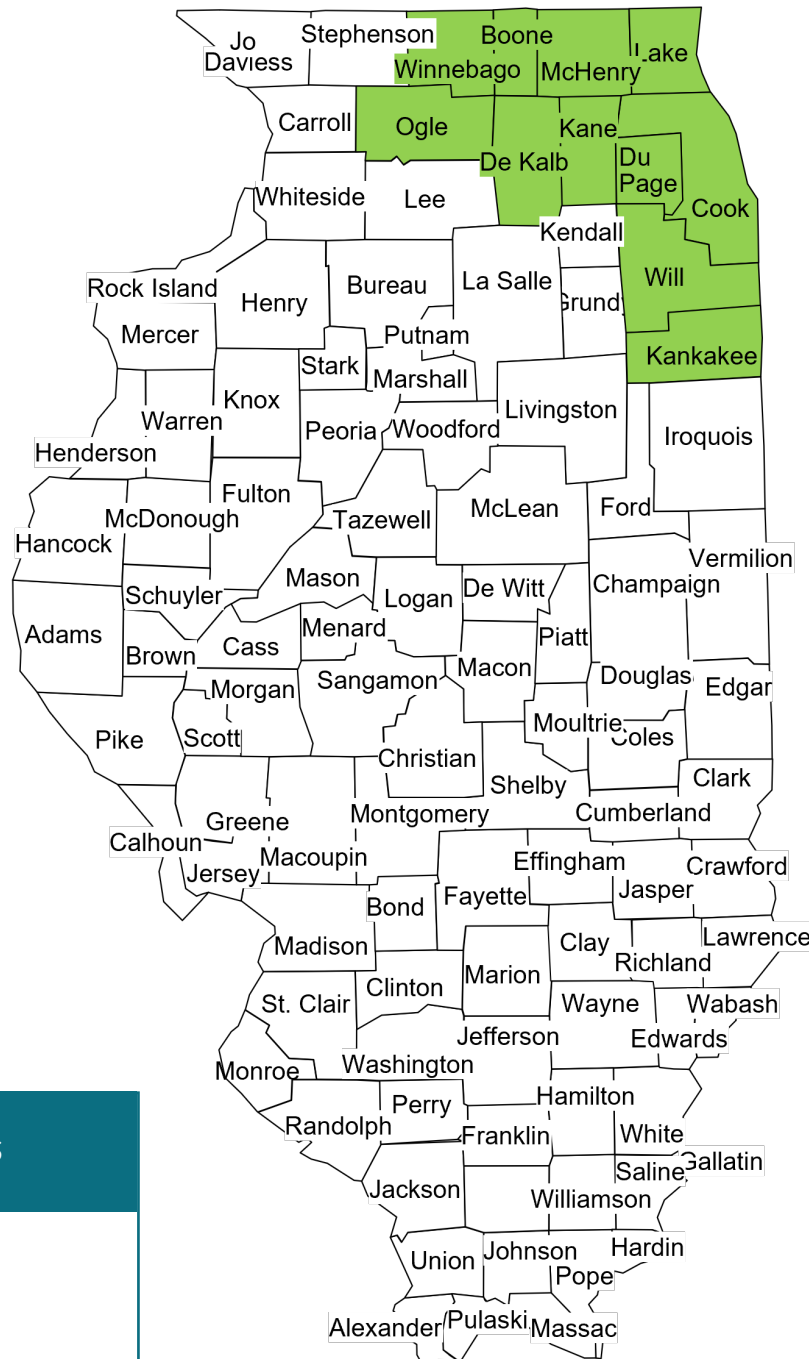 Jo
Daviess
Stephenson
Winnebago
Boone
McHenry
Lake
Carroll
Ogle
De Kalb
Kane
Du
Page
Cook
Whiteside
Lee
Kendall
Will
Rock Island
Henry
Bureau
La Salle
Grundy
Mercer
Putnam
Kankakee
Stark
Marshall
Knox
Warren
Peoria
Woodford
Livingston
Iroquois
Henderson
Fulton
McDonough
Tazewell
McLean
Ford
Hancock
Vermilion
Mason
Schuyler
Logan
De Witt
Champaign
Adams
Menard
Piatt
Brown
Cass
Macon
Morgan
Sangamon
Douglas
Edgar
Pike
Scott
Christian
Moultrie
Coles
Shelby
Clark
Greene
Montgomery
Cumberland
Calhoun
Macoupin
Jersey
Effingham
Crawford
Bond
Fayette
Jasper
Madison
Clay
Lawrence
Richland
Marion
Clinton
St. Clair
Wayne
Wabash
Jefferson
Edwards
Monroe
Washington
Hamilton
Perry
Randolph
Franklin
White
Gallatin
Saline
Jackson
Williamson
Union
Johnson
Hardin
Pope
Alexander
Pulaski
Massac
s